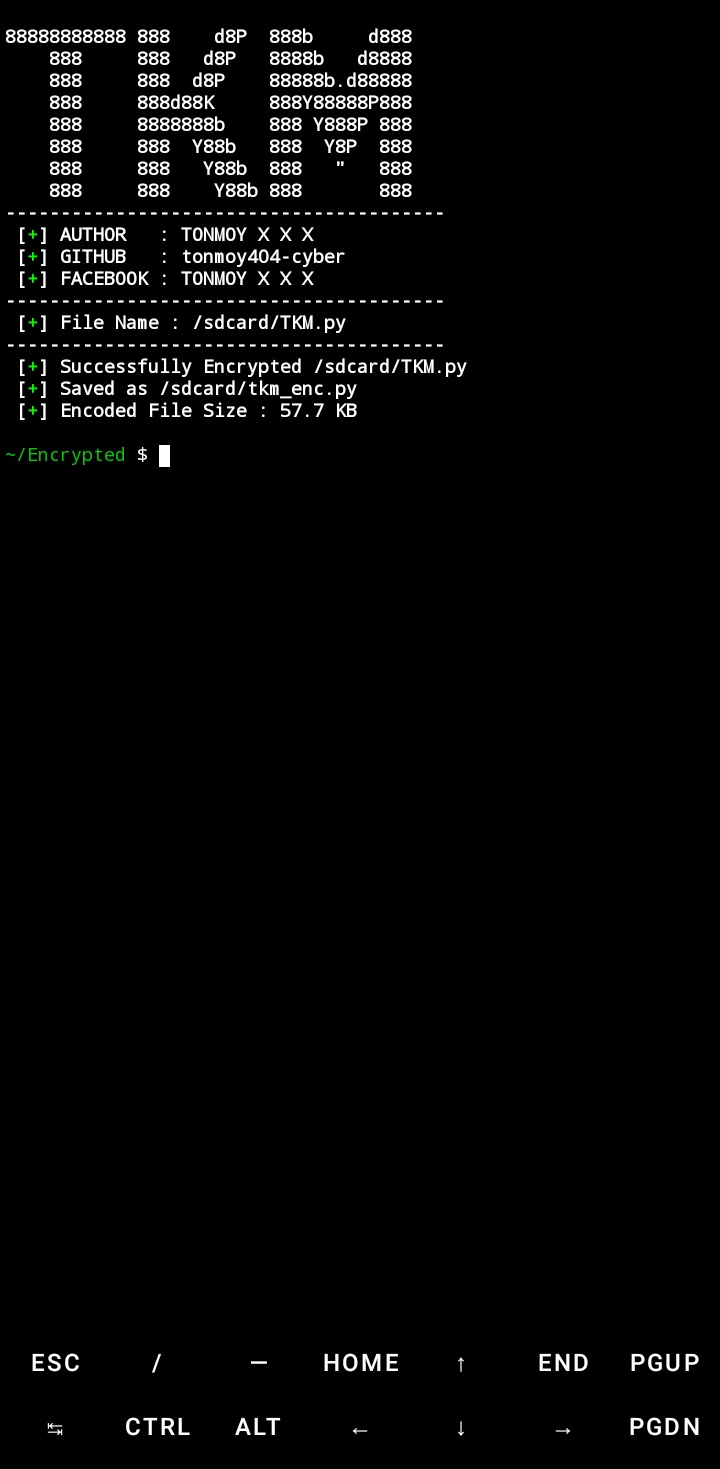 88888888888 888    d8P  888b     d888
    888     888   d8P   8888b   d8888
    888     888  d8P    88888b.d88888
    888     888d88K     888Y88888P888
    888     8888888b    888 Y888P 888
    888     888  Y88b   888  Y8P  888
    888     888   Y88b  888   "   888
    888     888    Y88b 888       888
----------------------------------------
[+] AUTHOR   : TONMOY X X X
[+] GITHUB   : tonmoy404-cyber
[+] FACEBOOK : TONMOY X X X
----------------------------------------
[+] File Name : /sdcard/TKM.py
----------------------------------------
[+] Successfully Encrypted /sdcard/TKM.py
[+] Saved as /sdcard/tkm_enc.py
[+] Encoded File Size : 57.7 KB
~/Encrypted $
ESC / — HOME ↑ END PGUP
↹ CTRL ALT ← ↓ → PGDN